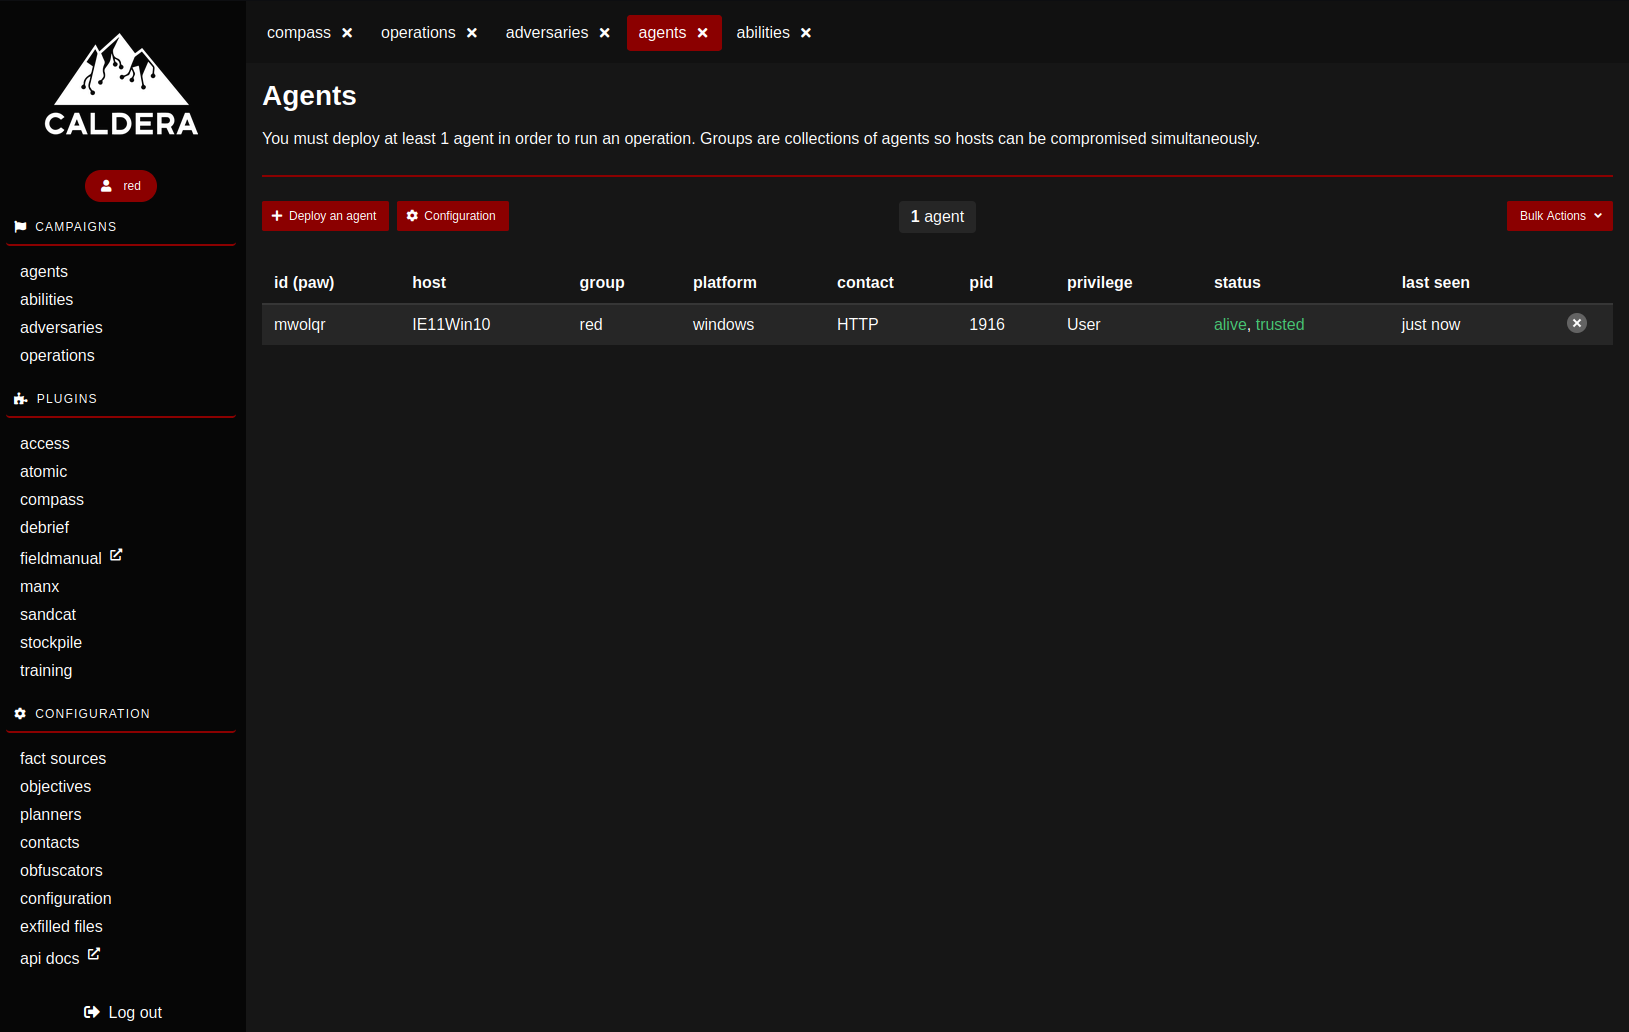 compass operations adversaries agents abilities
CALDERA
red
CAMPAIGNS
agents
abilities
adversaries
operations
PLUGINS
access
atomic
compass
debrief
fieldmanual
manx
sandcat
stockpile
training
CONFIGURATION
fact sources
objectives
planners
contacts
obfuscators
configuration
exfilled files
api docs
Log out
Agents
You must deploy at least 1 agent in order to run an operation. Groups are collections of agents so hosts can be compromised simultaneously.
Deploy an agent Configuration 1 agent Bulk Actions
id (paw) host group platform contact pid privilege status last seen
mwolqr IE11Win10 red windows HTTP 1916 User alive, trusted just now